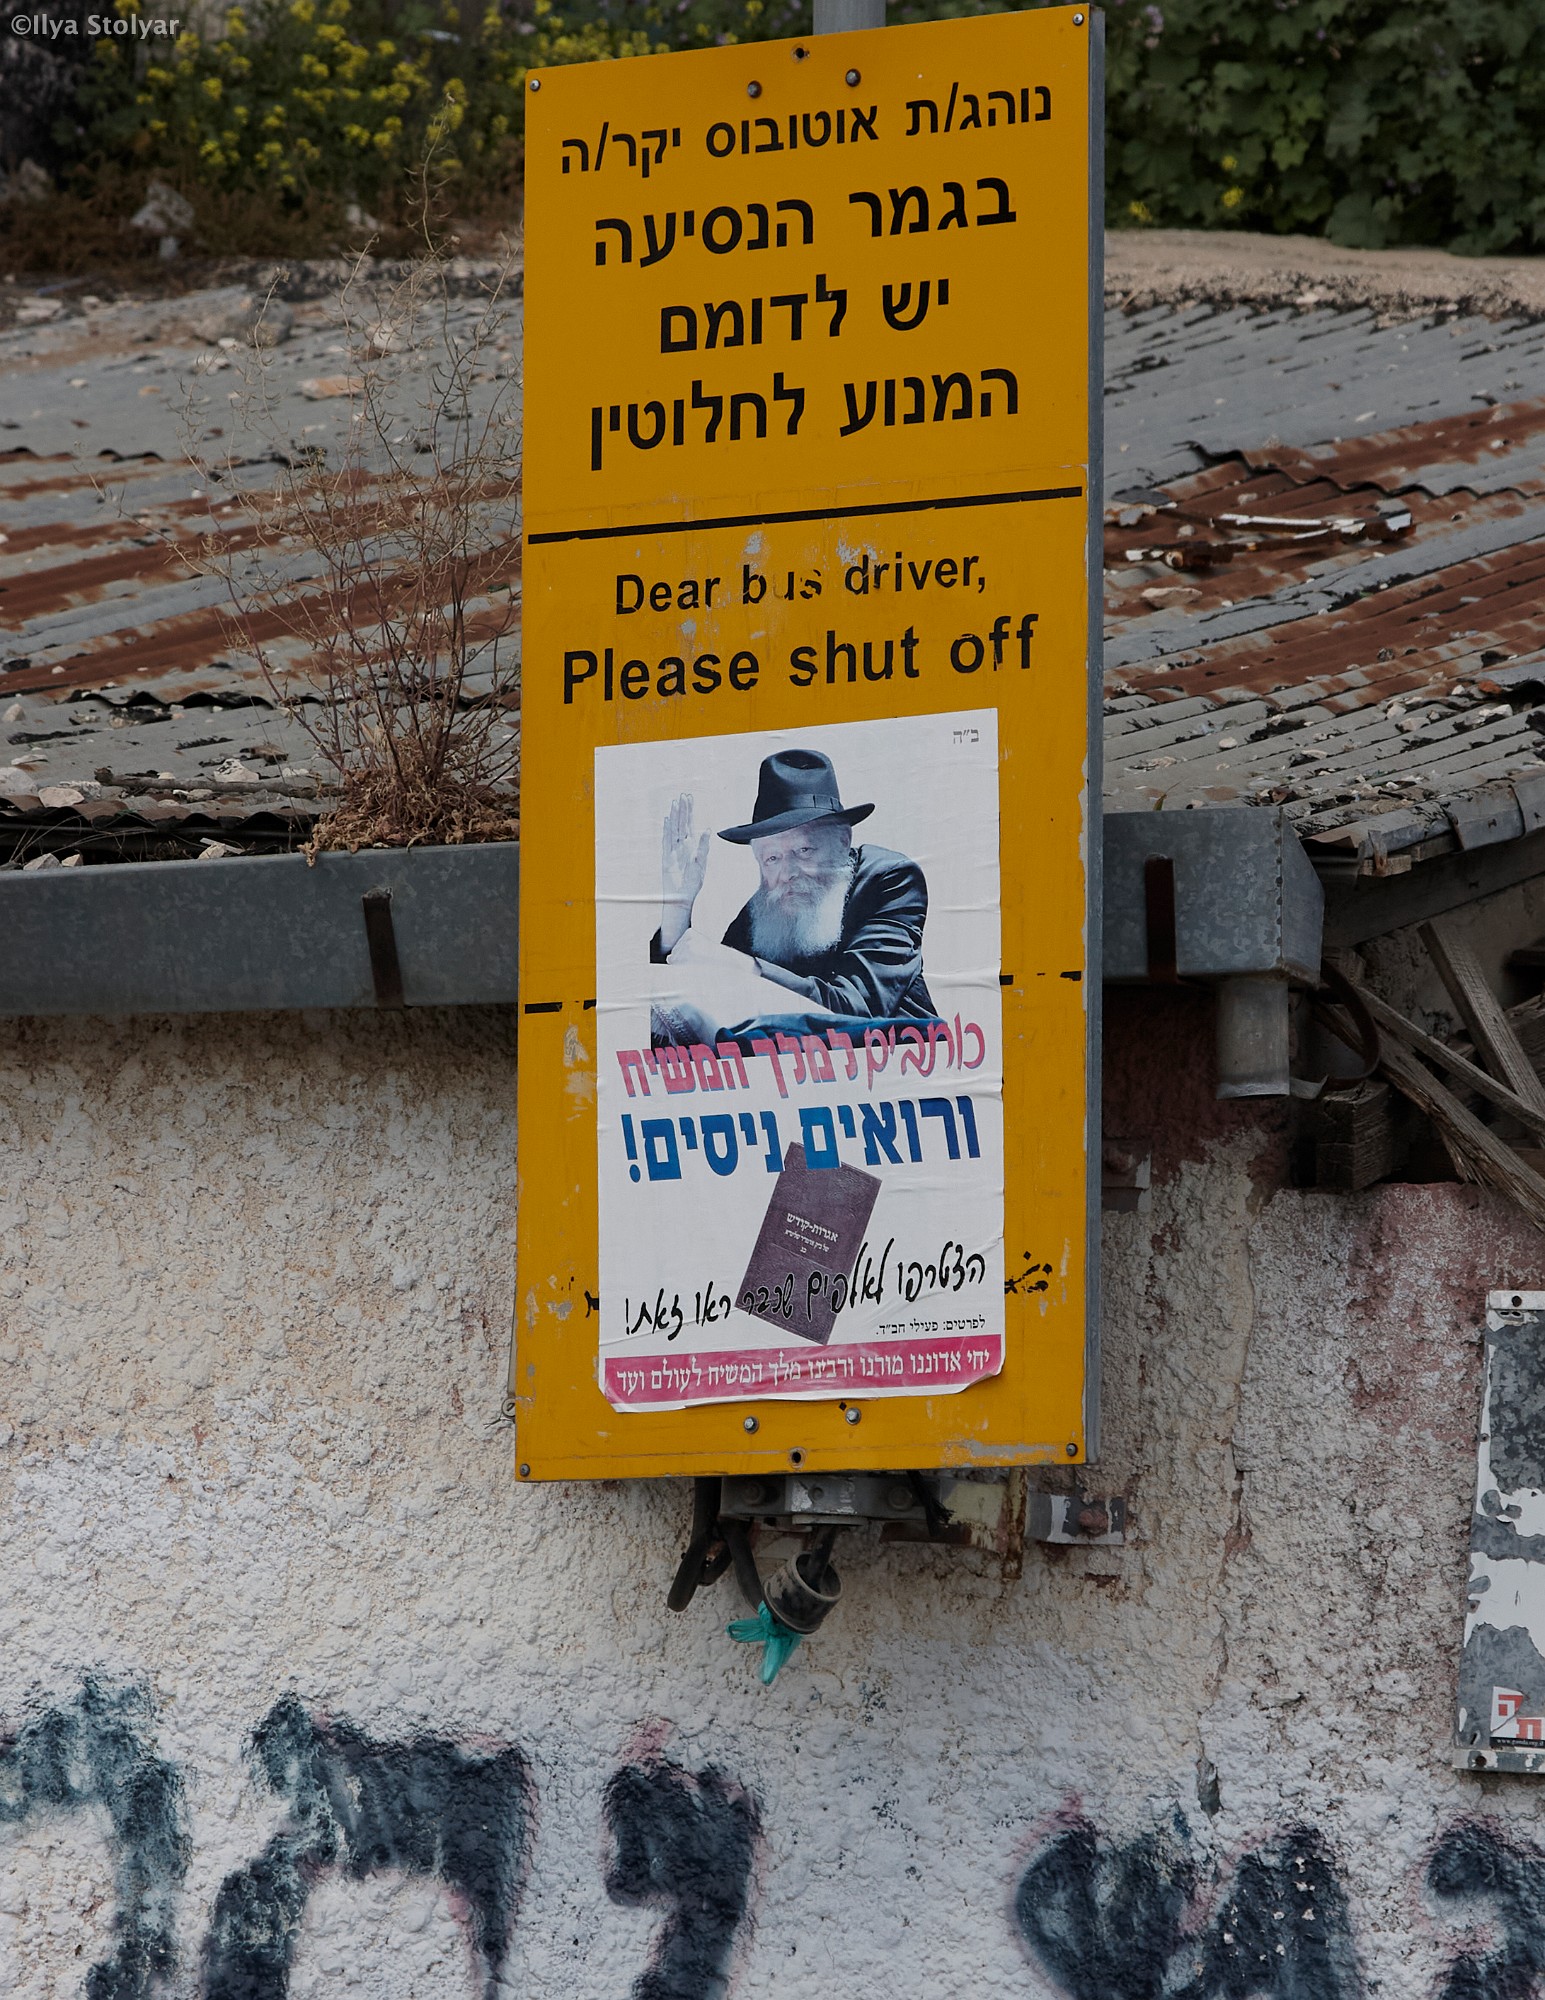 ©Ilya Stolyar
נוהג/ת אוטובוס יקר/ה
בגמר הנסיעה
יש לדומם
המנוע לחלוטין
Dear bus driver,
Please shut off
ב"ה
כותבים למלך המשיח
ורואים ניסים!
אגרות-קודש
הצטרפו לאלפים שכבר ראו זאת!
לפרטים: פעילי חב"ד.
יחי אדוננו מורנו ורבינו מלך המשיח לעולם ועד